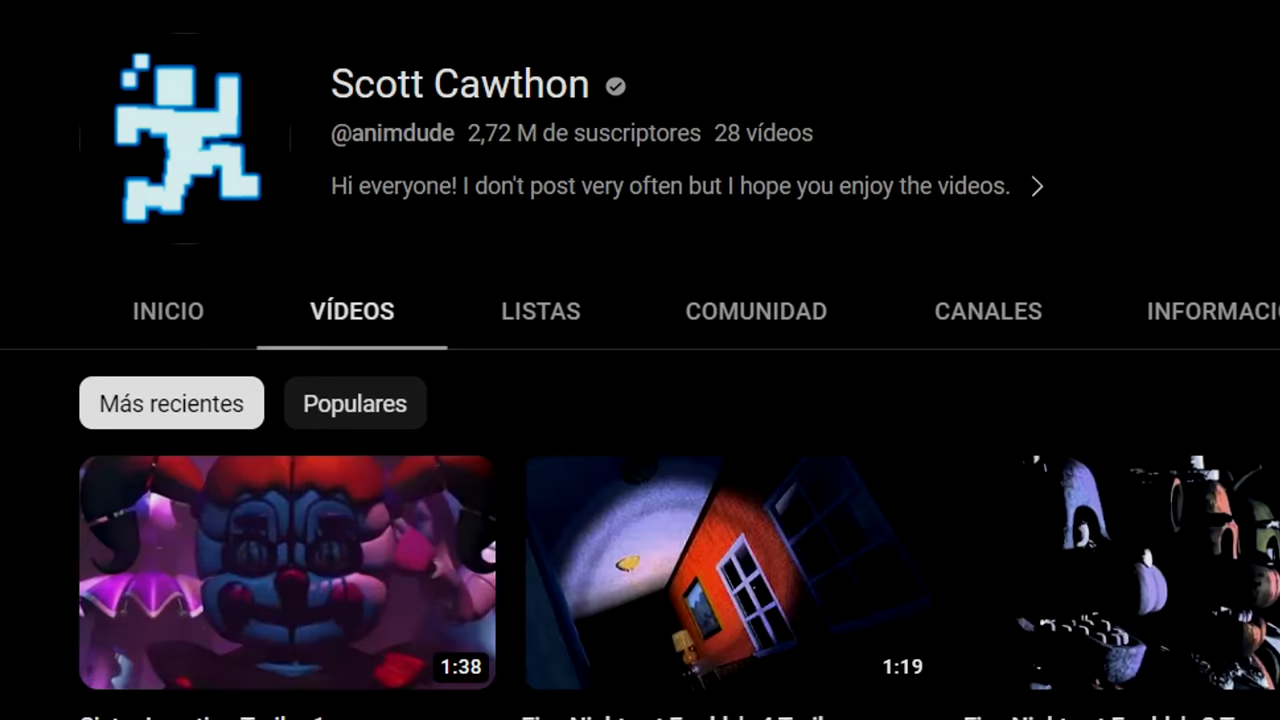 Scott Cawthon
@animdude 2,72 M de suscriptores 28 vídeos
Hi everyone! I don't post very often but I hope you enjoy the videos.
INICIO VÍDEOS LISTAS COMUNIDAD CANALES INFORMACI
Más recientes Populares
1:38 1:19